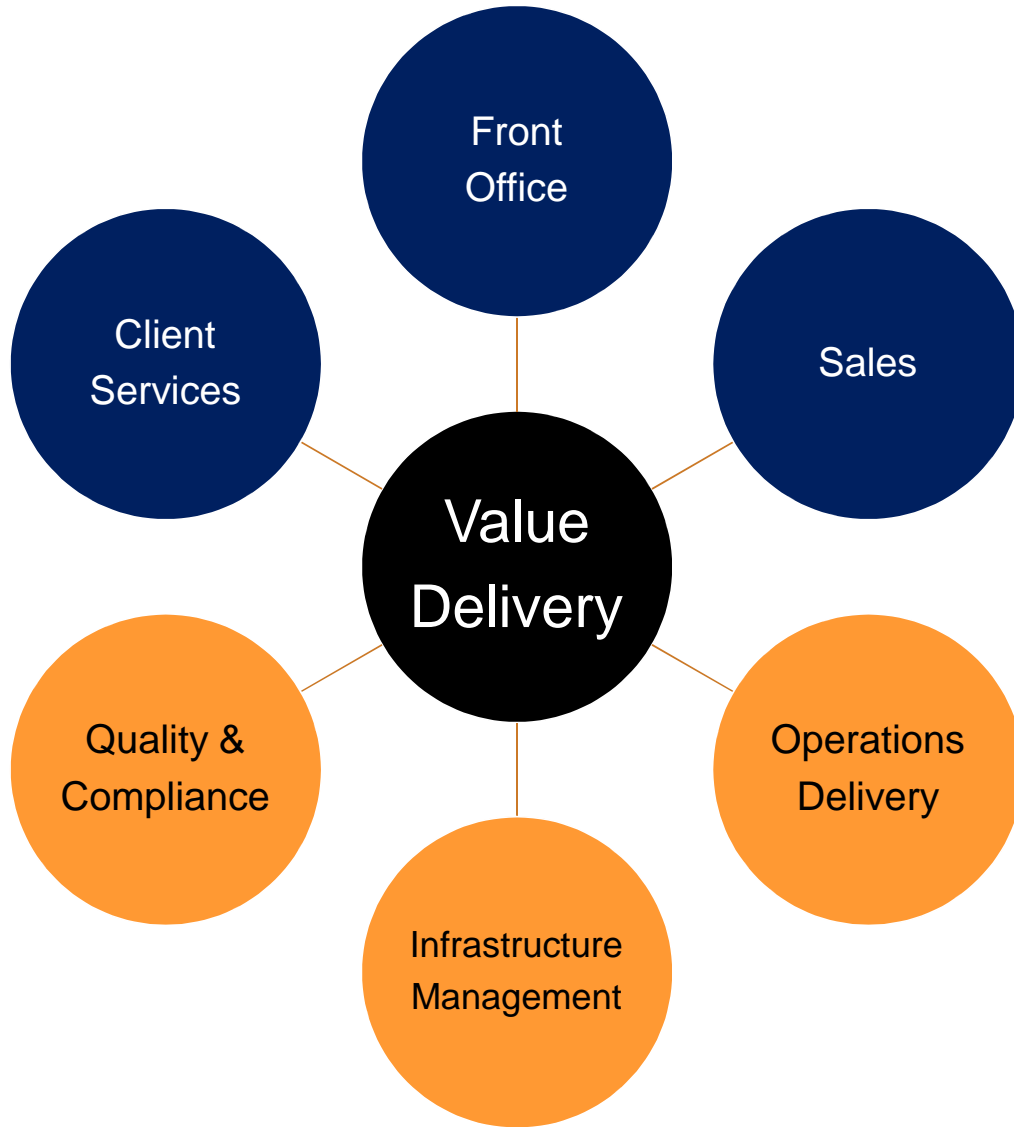 Front
Office
Client
Services
Sales
Value
Delivery
Quality &
Compliance
Operations
Delivery
Infrastructure
Management